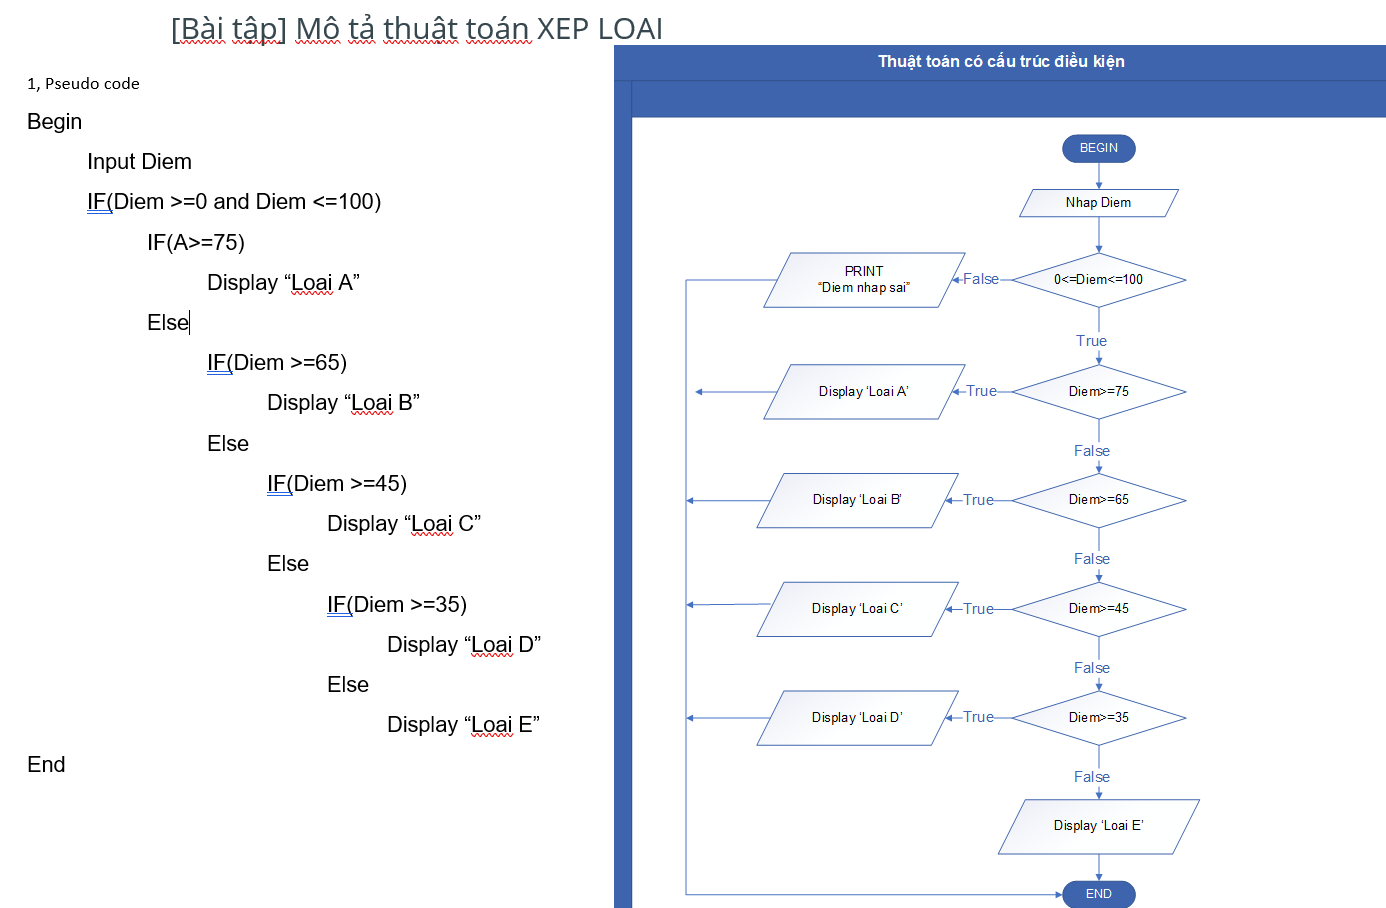 [Bài tập] Mô tả thuật toán XEP LOAI
1, Pseudo code
Begin
Input Diem
IF(Diem >=0 and Diem <=100)
IF(A>=75)
Display “Loai A”
Else
IF(Diem >=65)
Display “Loai B”
Else
IF(Diem >=45)
Display “Loai C”
Else
IF(Diem >=35)
Display “Loai D”
Else
Display “Loai E”
End
Thuật toán có cấu trúc điều kiện
BEGIN
Nhap Diem
0<=Diem<=100
False
PRINT
“Diem nhap sai”
True
Diem>=75
True
Display ‘Loai A’
False
Diem>=65
True
Display ‘Loai B’
False
Diem>=45
True
Display ‘Loai C’
False
Diem>=35
True
Display ‘Loai D’
False
Display ‘Loai E’
END